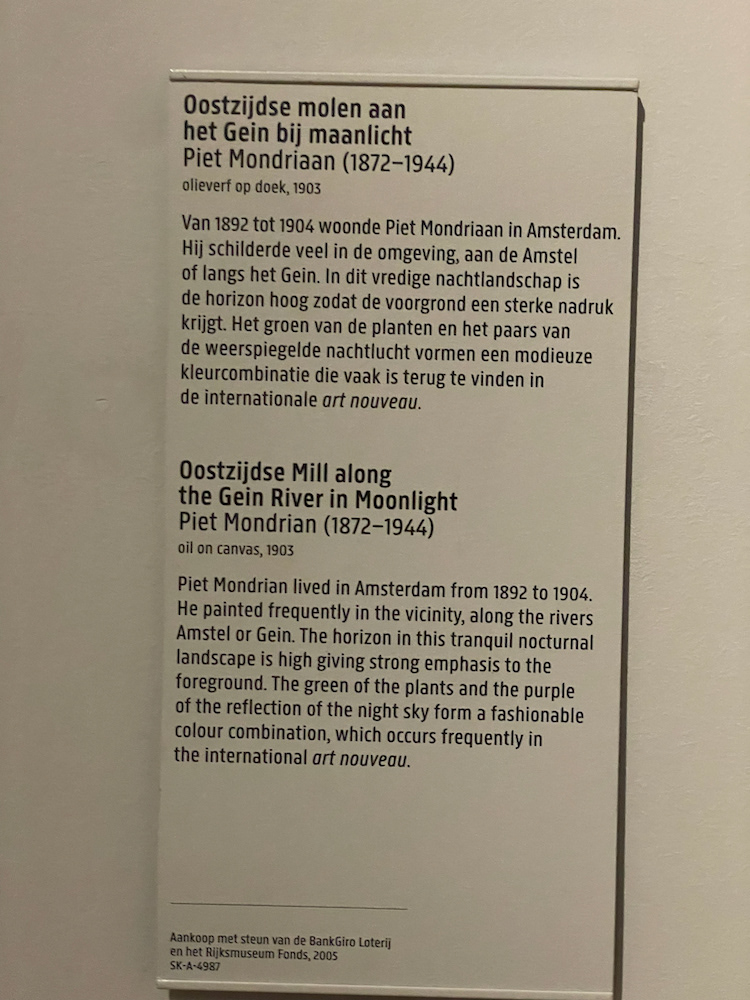 Oostzijdse molen aan
het Gein bij maanlicht
Piet Mondriaan (1872–1944)
olieverf op doek, 1903
Van 1892 tot 1904 woonde Piet Mondriaan in Amsterdam.
Hij schilderde veel in de omgeving, aan de Amstel
of langs het Gein. In dit vredige nachtlandschap is
de horizon hoog zodat de voorgrond een sterke nadruk
krijgt. Het groen van de planten en het paars van
de weerspiegelde nachtlucht vormen een modieuze
kleurcombinatie die vaak is terug te vinden in
de internationale art nouveau.
Oostzijdse Mill along
the Gein River in Moonlight
Piet Mondrian (1872–1944)
oil on canvas, 1903
Piet Mondrian lived in Amsterdam from 1892 to 1904.
He painted frequently in the vicinity, along the rivers
Amstel or Gein. The horizon in this tranquil nocturnal
landscape is high giving strong emphasis to the
foreground. The green of the plants and the purple
of the reflection of the night sky form a fashionable
colour combination, which occurs frequently in
the international art nouveau.
Aankoop met steun van de BankGiro Loterij
en het Rijksmuseum Fonds, 2005
SK-A-4987